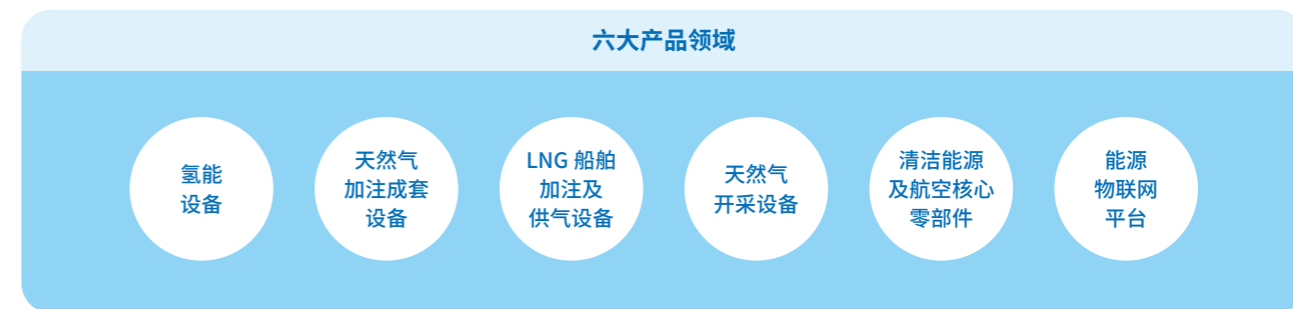 六大产品领域
氢能
设备
天然气
加注成套
设备
LNG 船舶
加注及
供气设备
天然气
开采设备
清洁能源
及航空核心
零部件
能源
物联网
平台